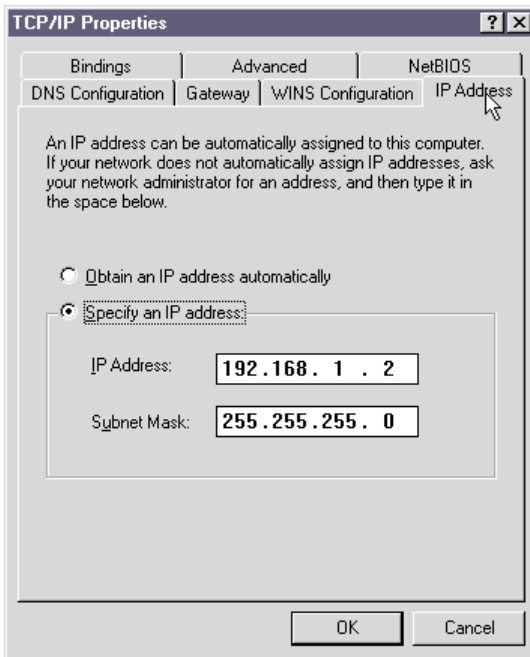 TCP/IP Properties
Bindings Advanced NetBIOS
DNS Configuration Gateway WINS Configuration IP Address
An IP address can be automatically assigned to this computer.
If your network does not automatically assign IP addresses, ask
your network administrator for an address, and then type it in
the space below.
Obtain an IP address automatically
Specify an IP address:
IP Address: 192.168. 1 . 2
Subnet Mask: 255.255.255. 0
OK Cancel